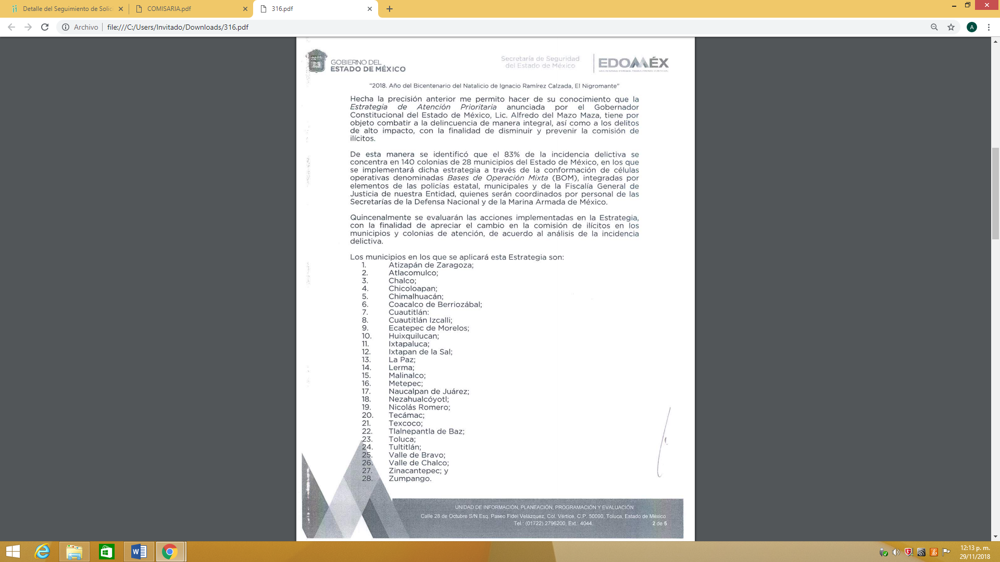 Detalle del Seguimiento de Solici
COMISARIA.pdf
316.pdf
Archivo
file:///C:/Users/Invitado/Downloads/316.pdf
A
GOBIERNO DEL
ESTADO DE MÉXICO
Secretaría de Seguridad
del Estado de México
EDOMÉX
“2018. Año del Bicentenario del Natalicio de Ignacio Ramírez Calzada, El Nigromante”
Hecha la precisión anterior me permito hacer de su conocimiento que la
Estrategia de Atención Prioritaria anunciada por el Gobernador
Constitucional del Estado de México, Lic. Alfredo del Mazo Maza, tiene por
objeto combatir a la delincuencia de manera integral, así como a los delitos
de alto impacto, con la finalidad de disminuir y prevenir la comisión de
ilícitos.
De esta manera se identificó que el 83% de la incidencia delictiva se
concentra en 140 colonias de 28 municipios del Estado de México, en los que
se implementará dicha estrategia a través de la conformación de células
operativas denominadas Bases de Operación Mixta (BOM), integradas por
elementos de las policías estatal, municipales y de la Fiscalía General de
Justicia de nuestra Entidad, quienes serán coordinados por personal de las
Secretarías de la Defensa Nacional y de la Marina Armada de México.
Quincenalmente se evaluarán las acciones implementadas en la Estrategia,
con la finalidad de apreciar el cambio en la comisión de ilícitos en los
municipios y colonias de atención, de acuerdo al análisis de la incidencia
delictiva.
Los municipios en los que se aplicará esta Estrategia son:
1. Atizapán de Zaragoza;
2. Atlacomulco;
3. Chalco;
4. Chicoloapan;
5. Chimalhuacán;
6. Coacalco de Berriozábal;
7. Cuautitlán:
8. Cuautitlán Izcalli;
9. Ecatepec de Morelos;
10. Huixquilucan;
11. Ixtapaluca;
12. Ixtapan de la Sal;
13. La Paz;
14. Lerma;
15. Malinalco;
16. Metepec;
17. Naucalpan de Juárez;
18. Nezahualcóyotl;
19. Nicolás Romero;
20. Tecámac;
21. Texcoco;
22. Tlalnepantla de Baz;
23. Toluca;
24. Tultitlán;
25. Valle de Bravo;
26. Valle de Chalco;
27. Zinacantepec; y
28. Zumpango.
UNIDAD DE INFORMACIÓN, PLANEACIÓN, PROGRAMACIÓN Y EVALUACIÓN
Calle 28 de Octubre S/N Esq. Paseo Fidel Velázquez, Col. Vértice, C.P. 50090, Toluca, Estado de México
Tel.: (01722) 2796200, Ext.: 4044.
2 de 5
12:13 p. m.
29/11/2018